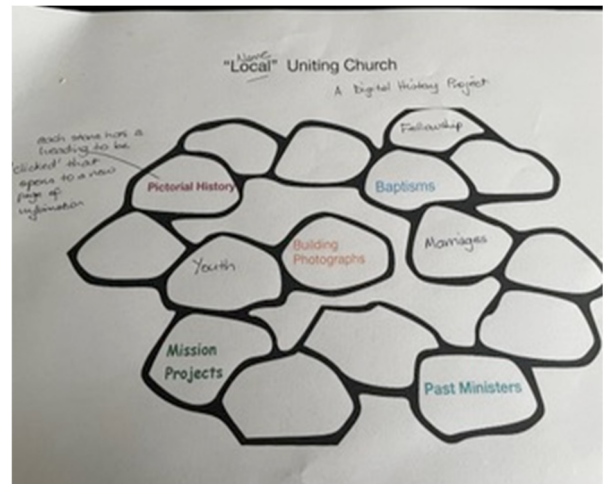 Name
"Local" Uniting Church
A Digital History Project
each stone has a
heading to be
'clicked' that
opens to a new
page of
information
Fellowship
Pictorial History
Baptisms
Youth
Building
Photographs
Marriages
Mission
Projects
Past Ministers